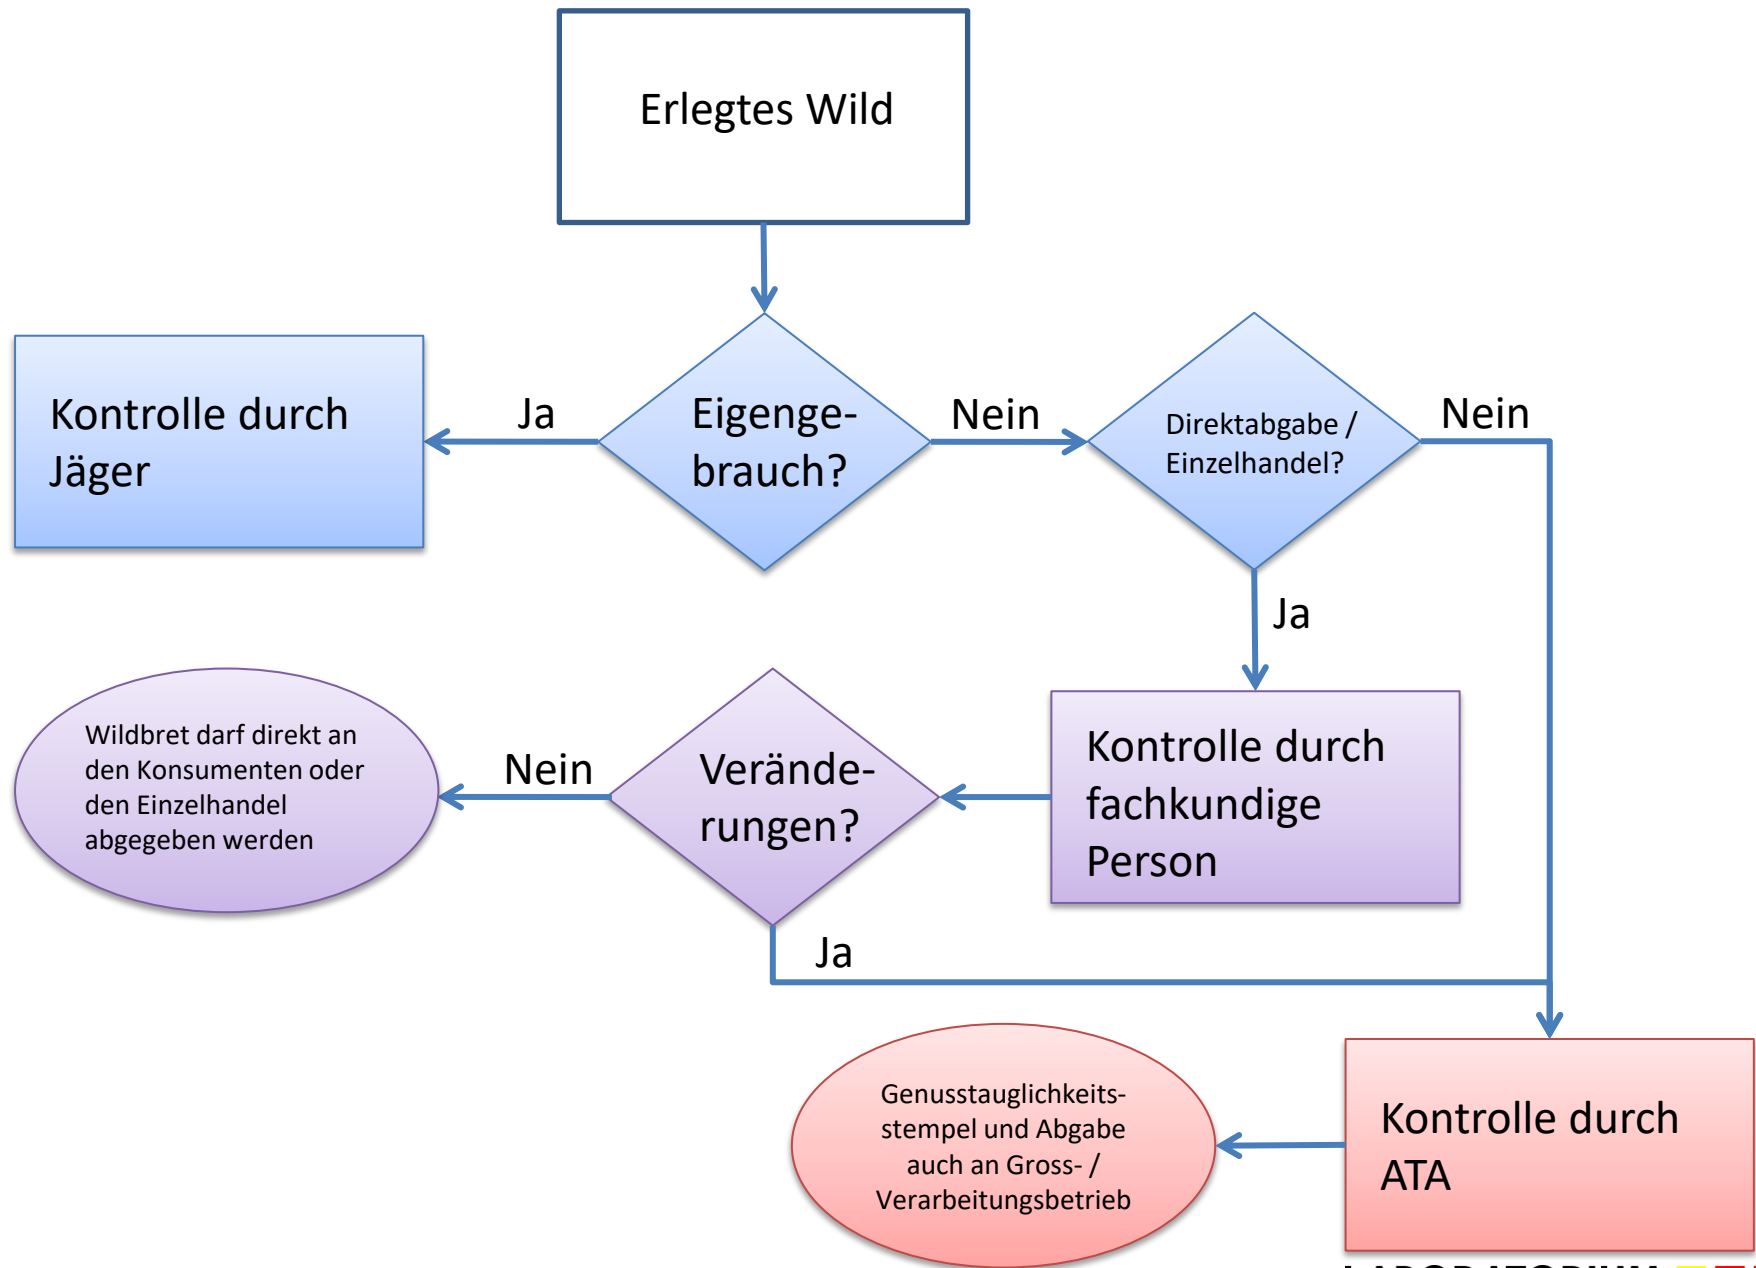 Erlegtes Wild
Kontrolle durch
Jäger
Ja
Eigenge-
brauch?
Nein
Direktabgabe /
Einzelhandel?
Nein
Ja
Wildbret darf direkt an
den Konsumenten oder
den Einzelhandel
abgegeben werden
Nein
Verände-
rungen?
Kontrolle durch
fachkundige
Person
Ja
Genusstauglichkeits-
stempel und Abgabe
auch an Gross- /
Verarbeitungsbetrieb
Kontrolle durch
ATA
LABORATORIUM